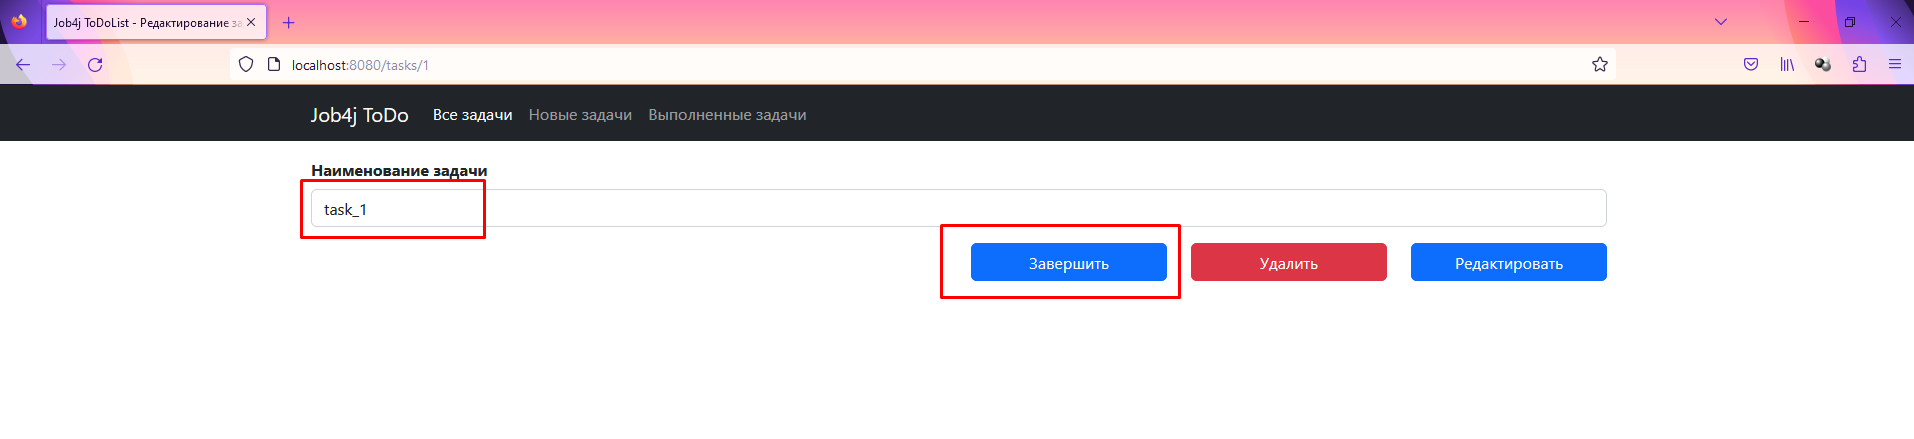 Job4j ToDoList - Редактирование за
localhost:8080/tasks/1
Job4j ToDo Все задачи Новые задачи Выполненные задачи
Наименование задачи
task_1
Завершить Удалить Редактировать